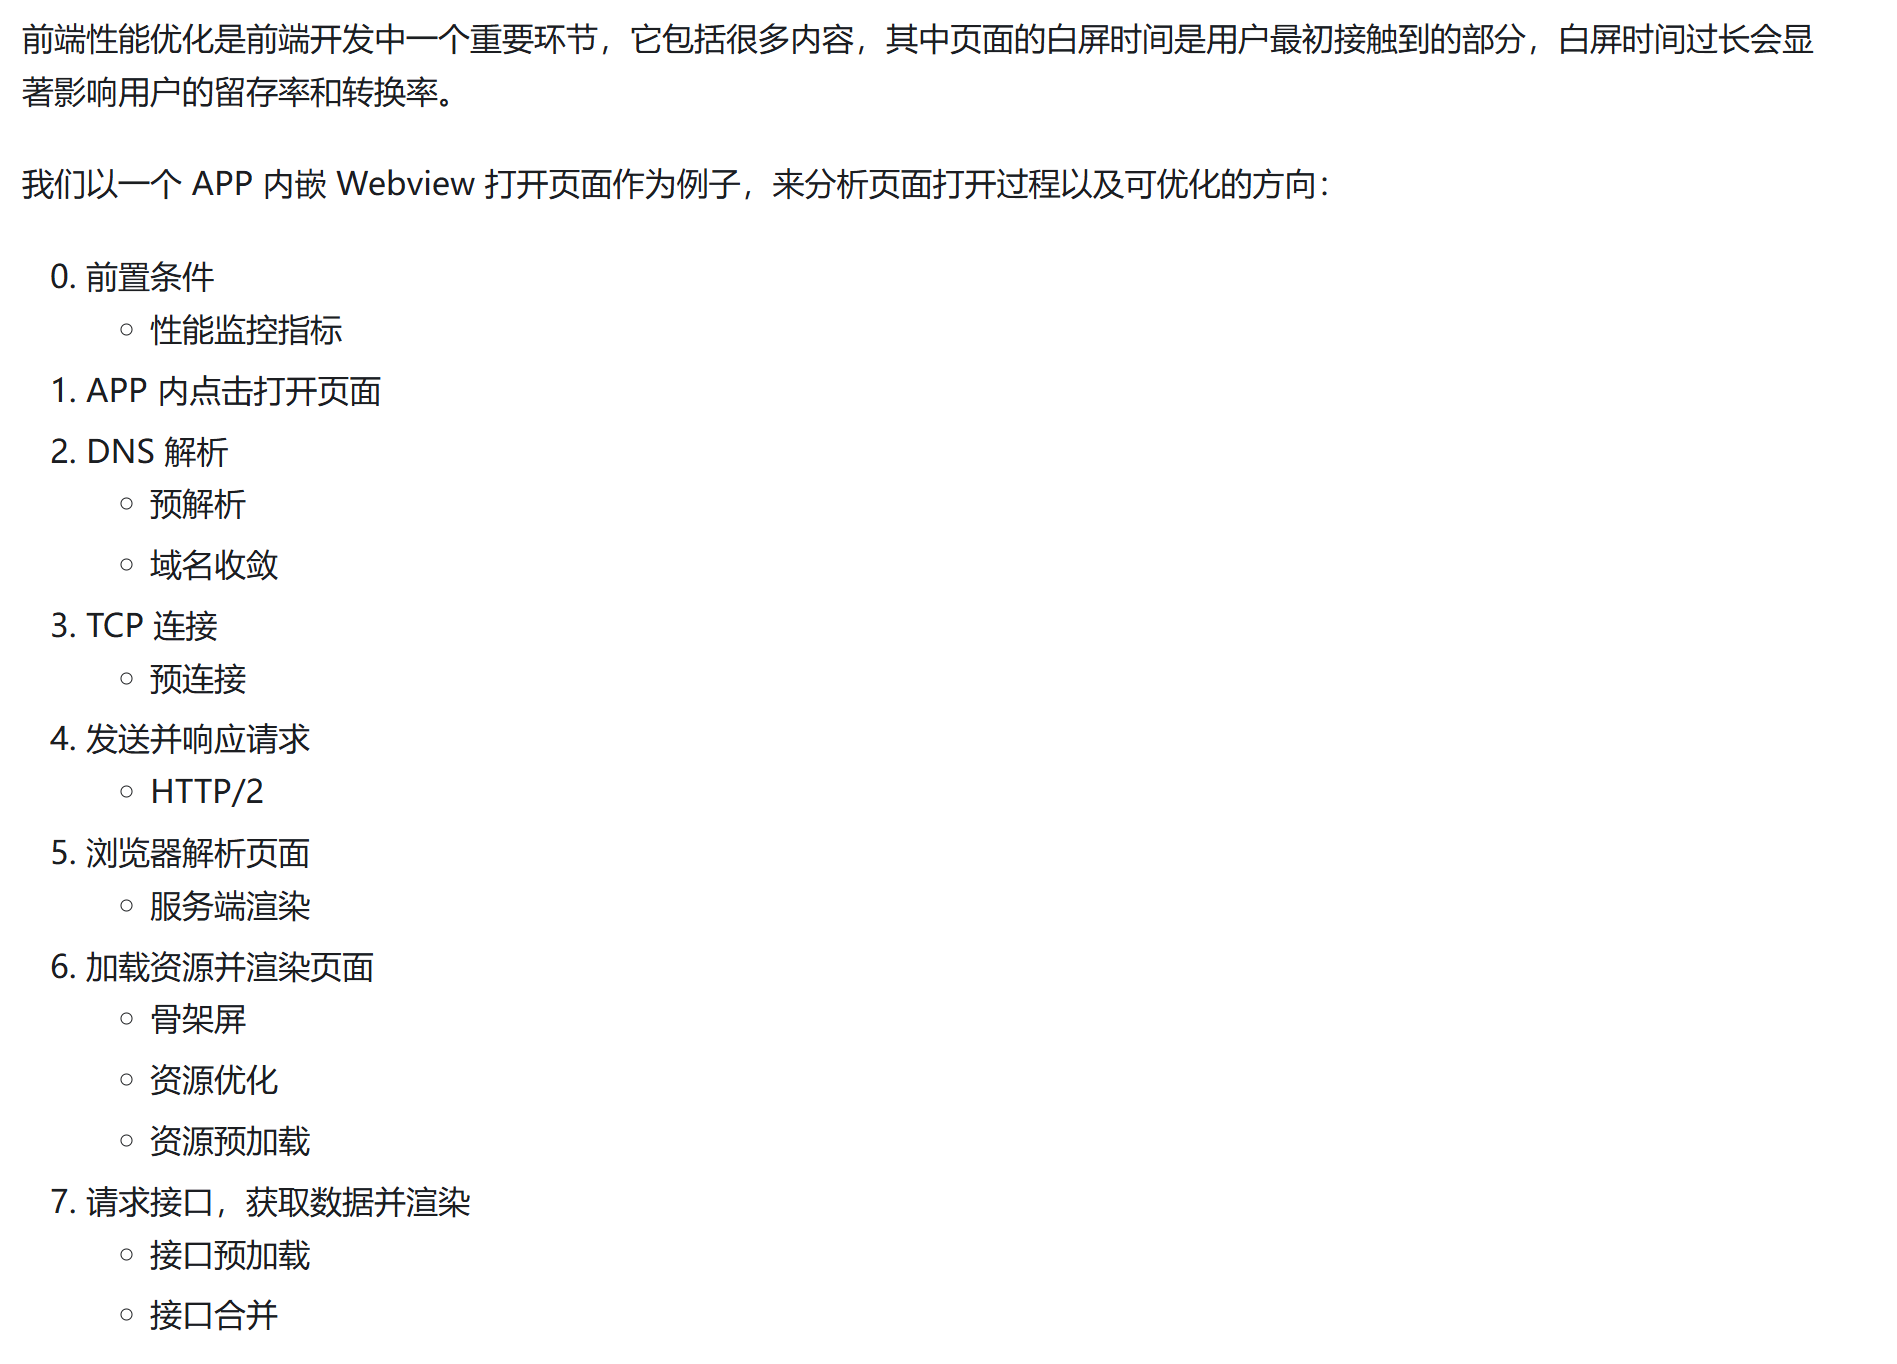 前端性能优化是前端开发中一个重要环节，它包括很多内容，其中页面的白屏时间是用户最初接触到的部分，白屏时间过长会显
著影响用户的留存率和转换率。
我们以一个 APP 内嵌 Webview 打开页面作为例子，来分析页面打开过程以及可优化的方向：
0. 前置条件
○ 性能监控指标
1. APP 内点击打开页面
2. DNS 解析
○ 预解析
○ 域名收敛
3. TCP 连接
○ 预连接
4. 发送并响应请求
○ HTTP/2
5. 浏览器解析页面
○ 服务端渲染
6. 加载资源并渲染页面
○ 骨架屏
○ 资源优化
○ 资源预加载
7. 请求接口，获取数据并渲染
○ 接口预加载
○ 接口合并